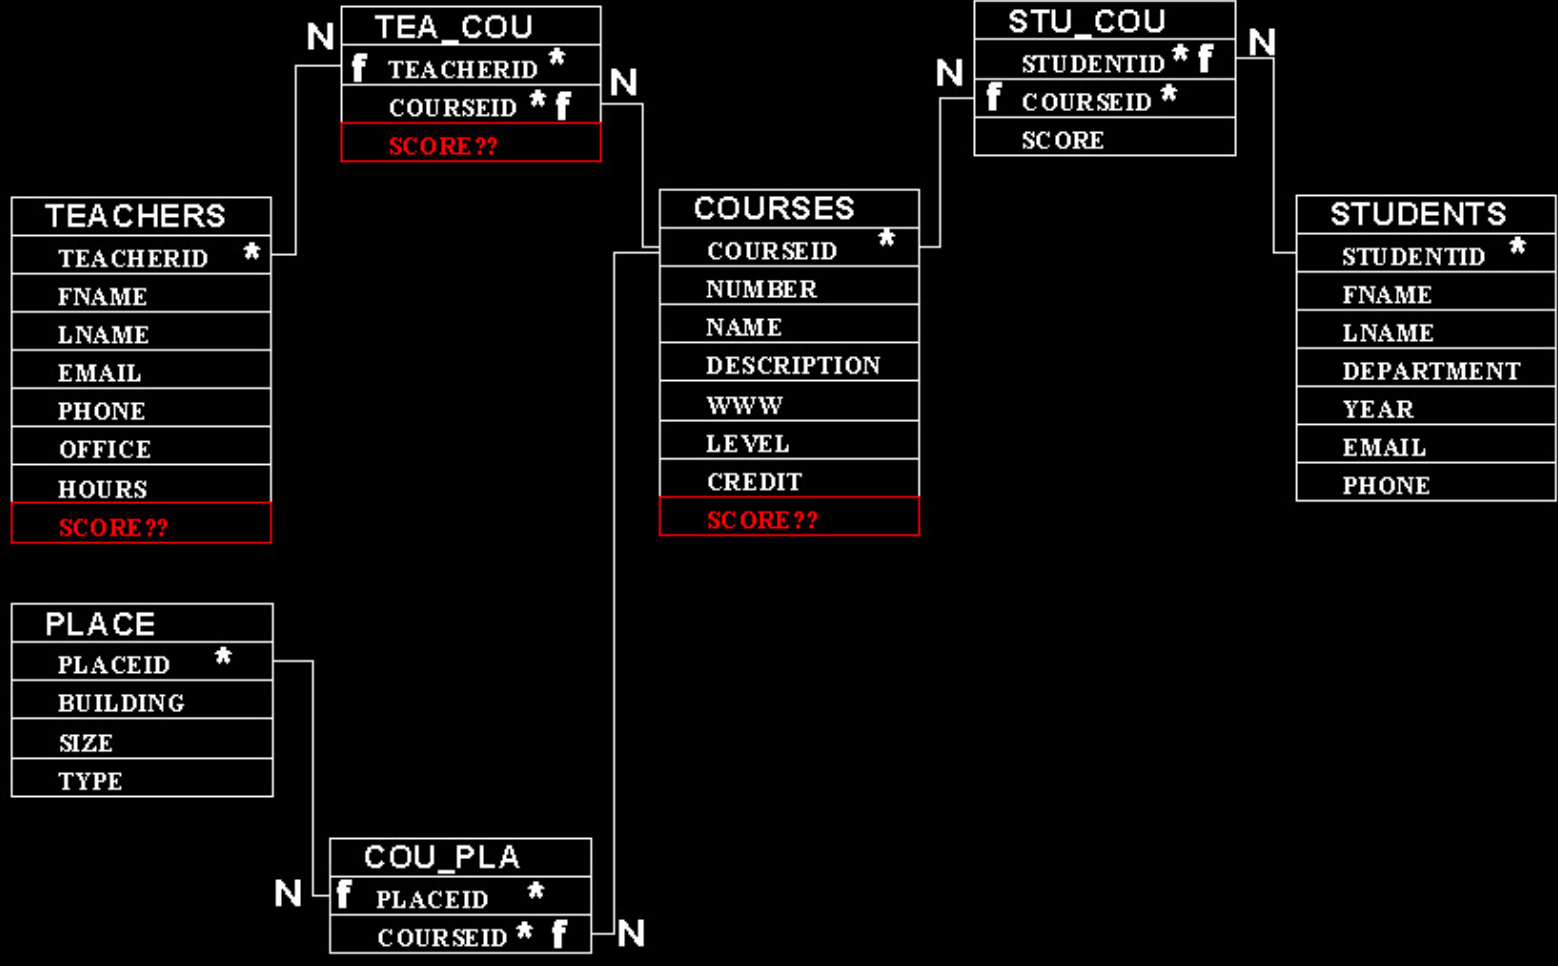 TEA_COU
N
f TEACHERID *
COURSEID * f
N
SCORE??
STU_COU
STUDENTID * f
N
N
f COURSEID *
SCORE
TEACHERS
TEACHERID *
FNAME
LNAME
EMAIL
PHONE
OFFICE
HOURS
SCORE??
COURSES
COURSEID *
NUMBER
NAME
DESCRIPTION
WWW
LEVEL
CREDIT
SCORE??
STUDENTS
STUDENTID *
FNAME
LNAME
DEPARTMENT
YEAR
EMAIL
PHONE
PLACE
PLACEID *
BUILDING
SIZE
TYPE
COU_PLA
N
f PLACEID *
COURSEID * f
N